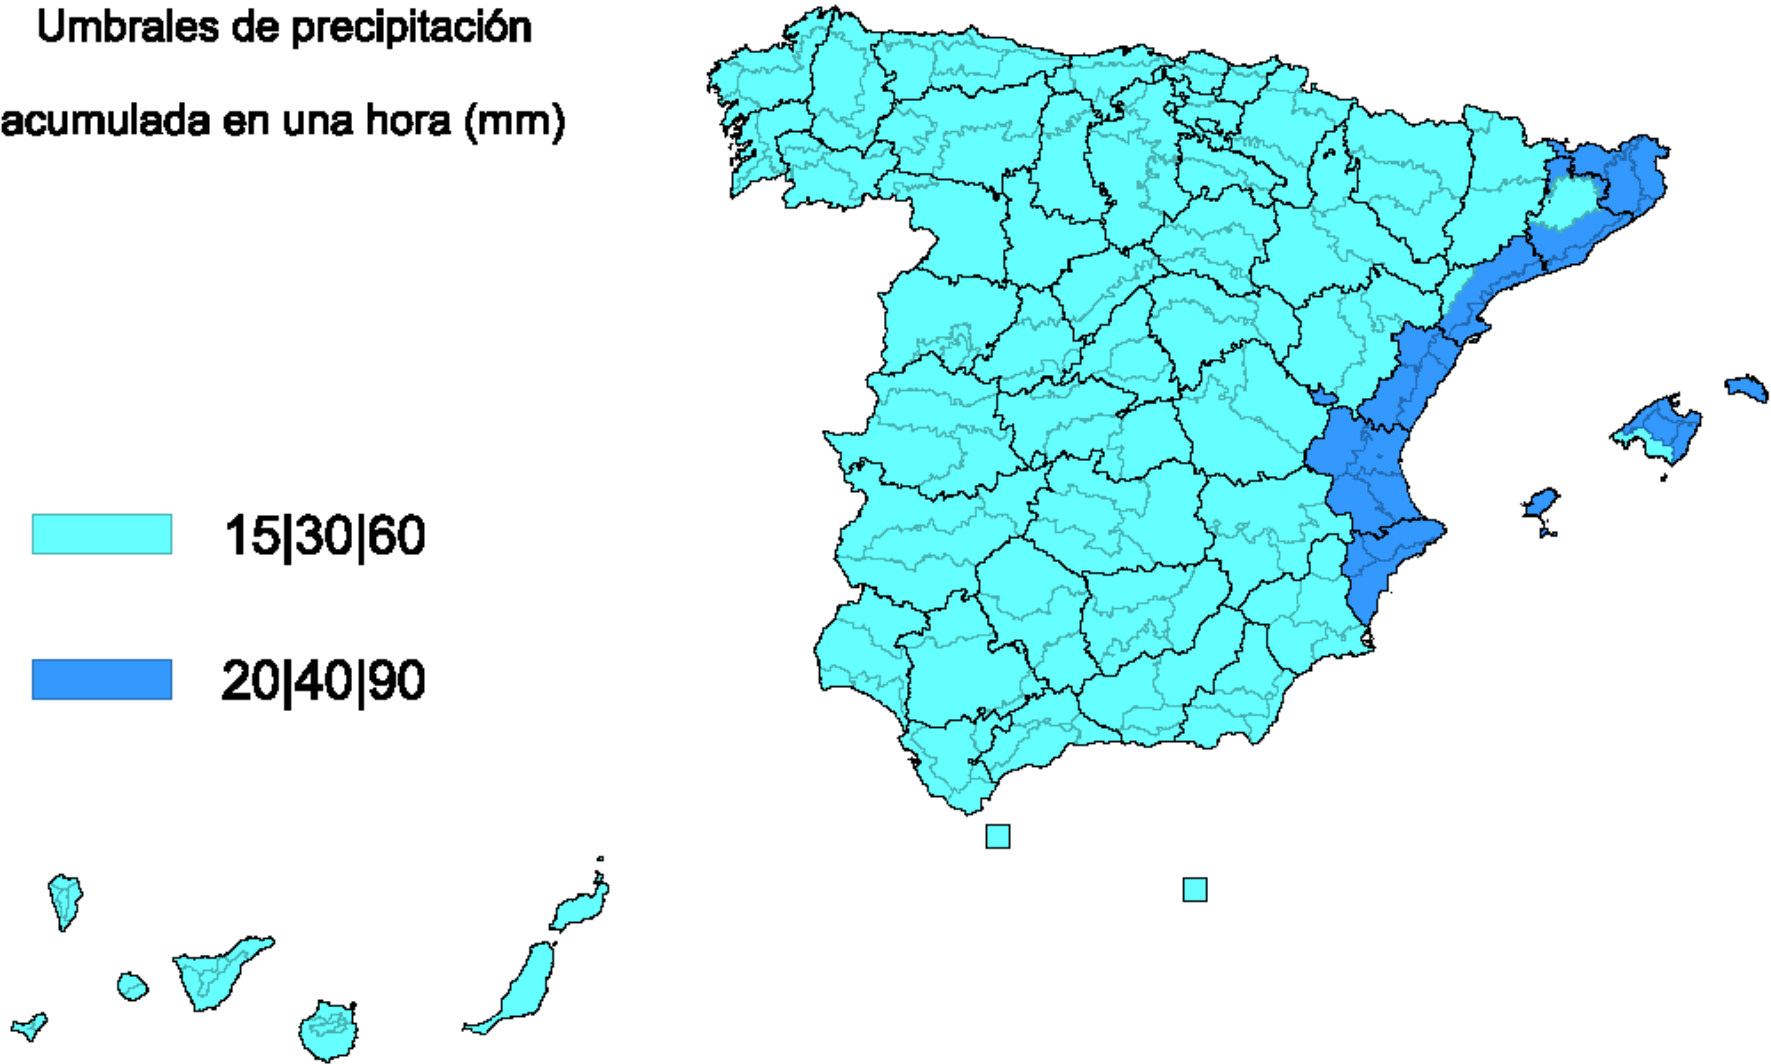 Umbrales de precipitación
acumulada en una hora (mm)
15|30|60
20|40|90